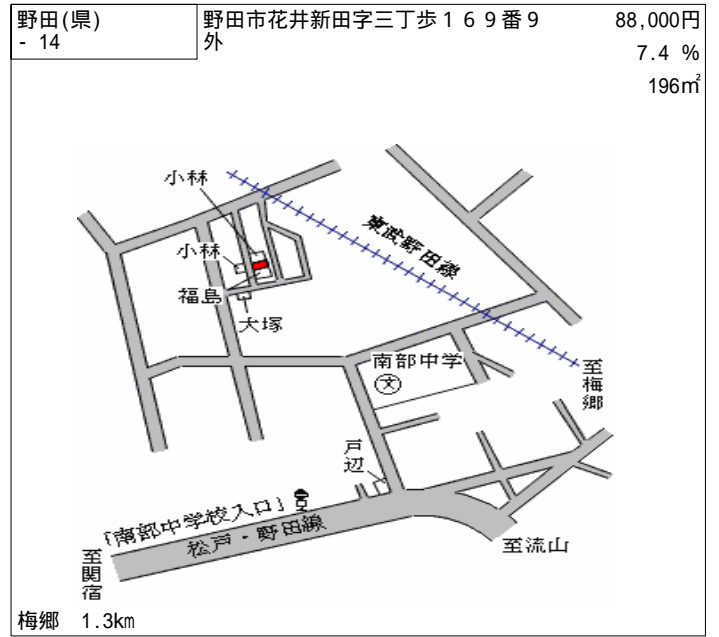 野田(県)
- 14
野田市花井新田字三丁歩１６９番９
外
88,000円
7.4 %
196㎡
小林
東武野田線
小林
福島
大塚
南部中学
文
至梅郷
戸辺
「南部中学校入口」
松戸・野田線
至関宿
至流山
梅郷 1.3km